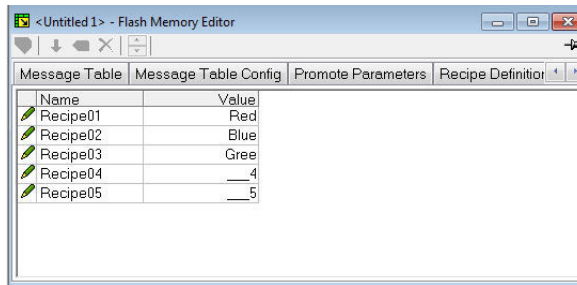 <Untitled 1> - Flash Memory Editor
Message Table Message Table Config Promote Parameters Recipe Definition
Name Value
Recipe01 Red
Recipe02 Blue
Recipe03 Gree
Recipe04 ___4
Recipe05 ___5